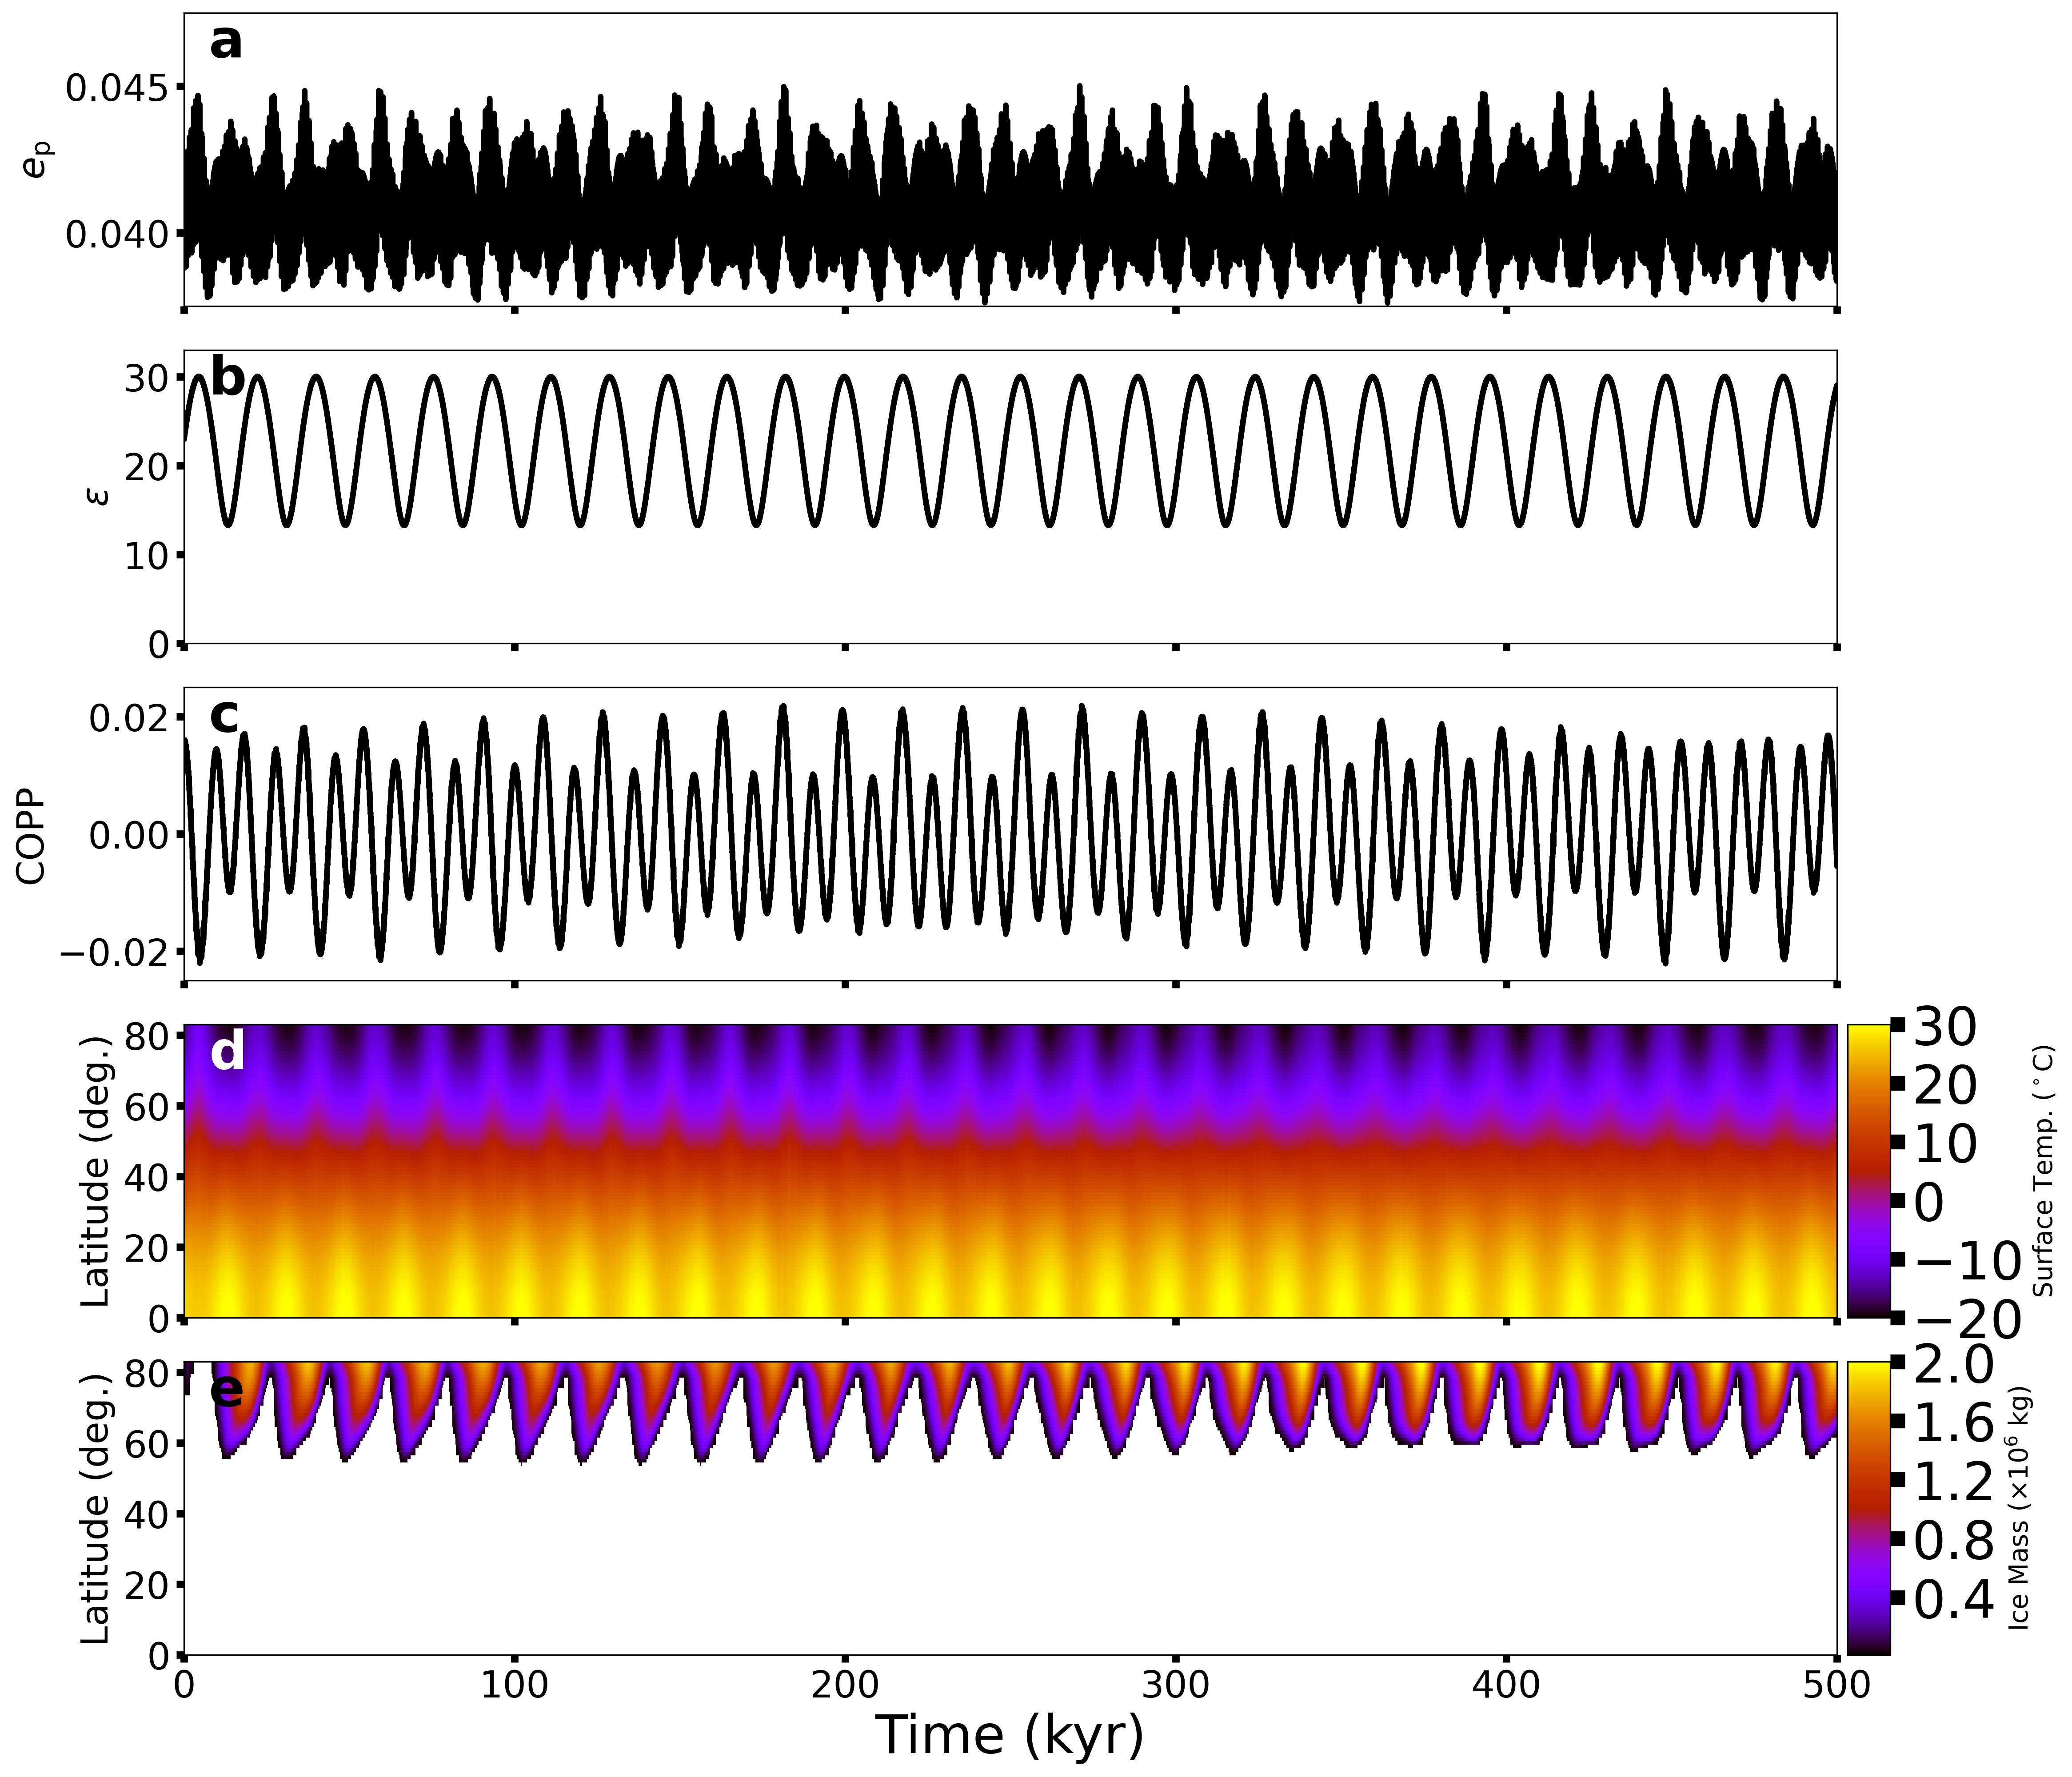 a
0.045
0.040
eₚ
b
30
20
10
0
ε
c
0.02
0.00
−0.02
COPP
d
80
60
40
20
0
Latitude (deg.)
30
20
10
0
−10
−20
Surface Temp. (°C)
e
80
60
40
20
0
Latitude (deg.)
2.0
1.6
1.2
0.8
0.4
Ice Mass (×10⁶ kg)
0 100 200 300 400 500
Time (kyr)